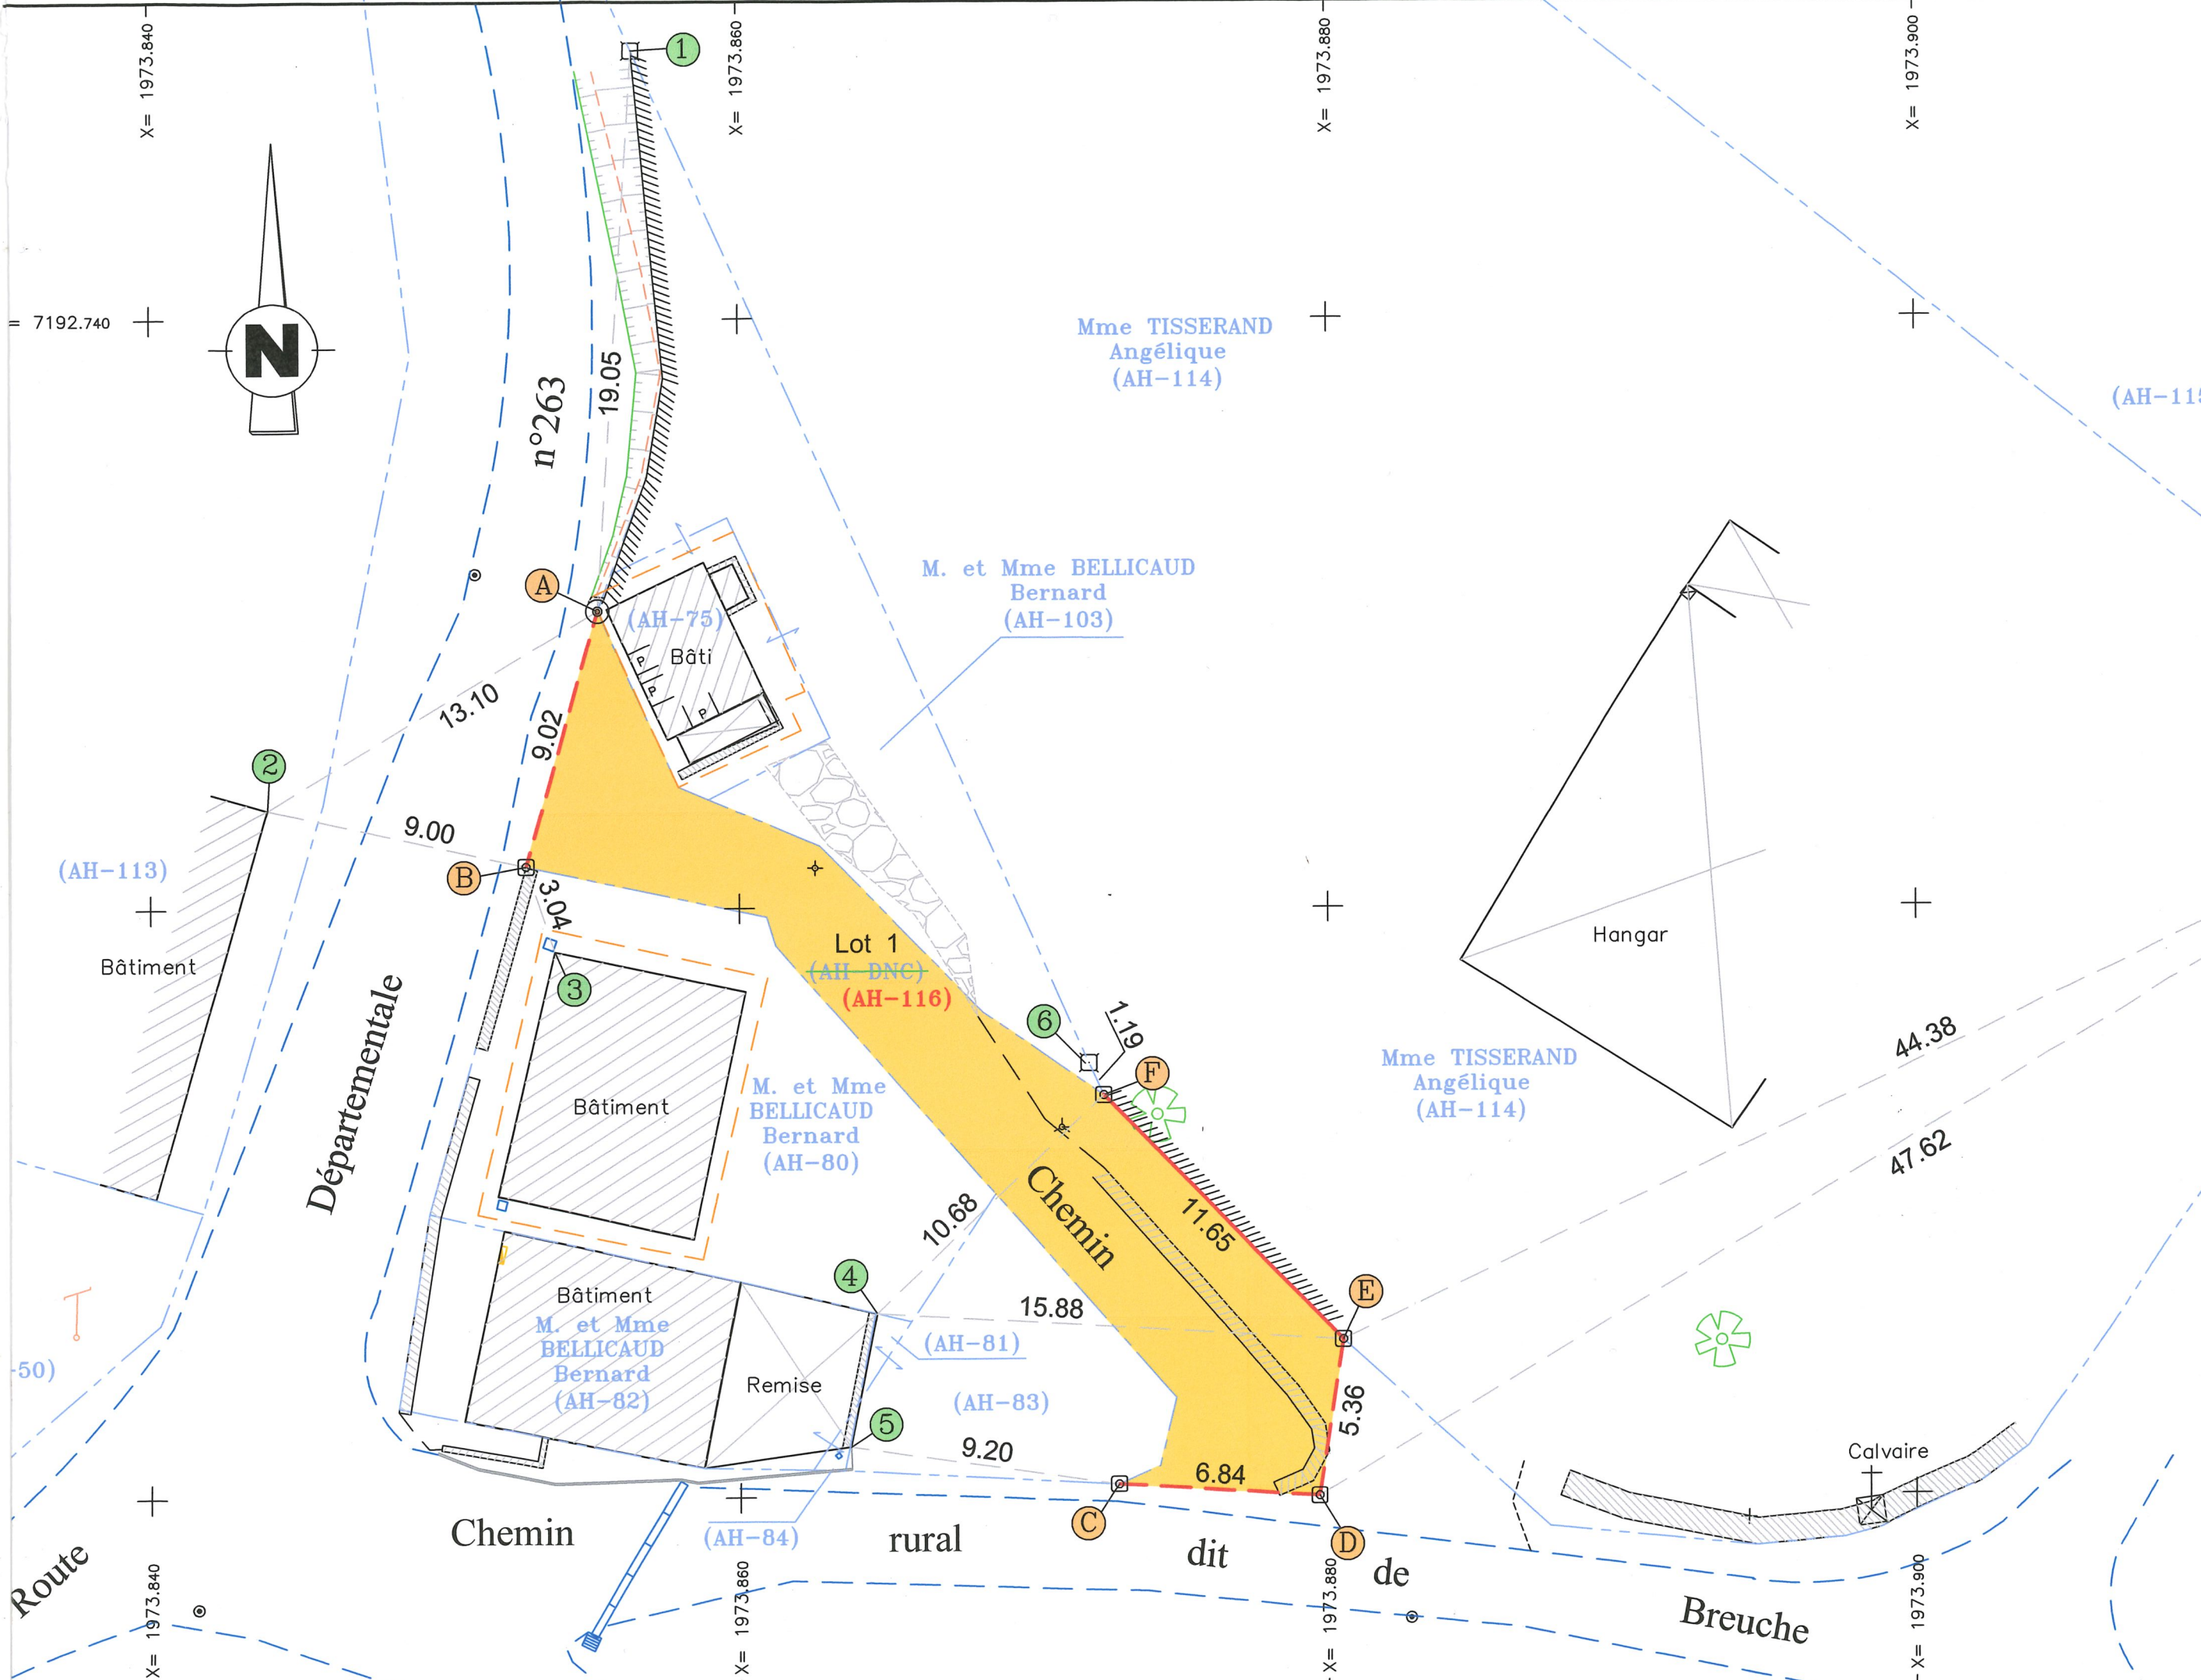 X= 1973.840
X= 1973.860
X= 1973.880
X= 1973.900
1
= 7192.740
N
n°263
19.05
Mme TISSERAND
Angélique
(AH-114)
(AH-115
A
(AH-75)
Bâti
P
P
P
M. et Mme BELLICAUD
Bernard
(AH-103)
13.10
9.02
2
9.00
(AH-113)
B
3.04
Bâtiment
3
Lot 1
(AH-DNC)
(AH-116)
Hangar
6
1.19
F
44.38
47.62
Mme TISSERAND
Angélique
(AH-114)
Départementale
Bâtiment
M. et Mme
BELLICAUD
Bernard
(AH-80)
Chemin
10.68
11.65
4
E
15.88
Bâtiment
M. et Mme
BELLICAUD
Bernard
(AH-82)
Remise
(AH-81)
(AH-83)
-50)
5
9.20
6.84
5.36
Calvaire
C
D
(AH-84)
Route
Chemin
rural
dit
de
Breuche
X= 1973.840
X= 1973.860
X= 1973.880
X= 1973.900